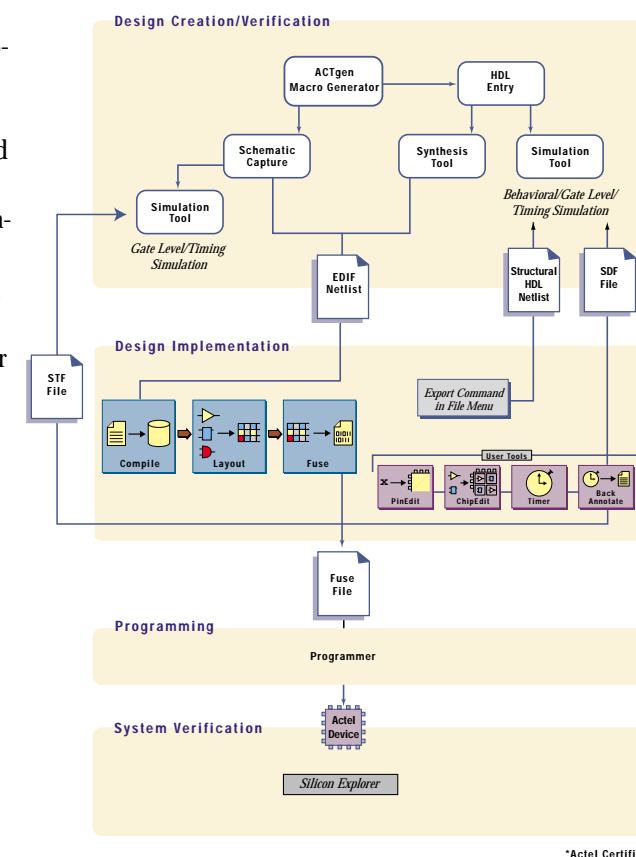 Design Creation/Verification
ACTgen
Macro Generator
HDL
Entry
Schematic
Capture
Synthesis
Tool
Simulation
Tool
Simulation
Tool
Behavioral/Gate Level/
Timing Simulation
Gate Level/Timing
Simulation
EDIF
Netlist
Structural
HDL
Netlist
SDF
File
Design Implementation
STF
File
Export Command
in File Menu
Compile
Layout
Fuse
01011
10111
User Tools
PinEdit
ChipEdit
Timer
Back
Annotate
Fuse
File
Programming
Programmer
System Verification
Actel
Device
Silicon Explorer
*Actel Certifi